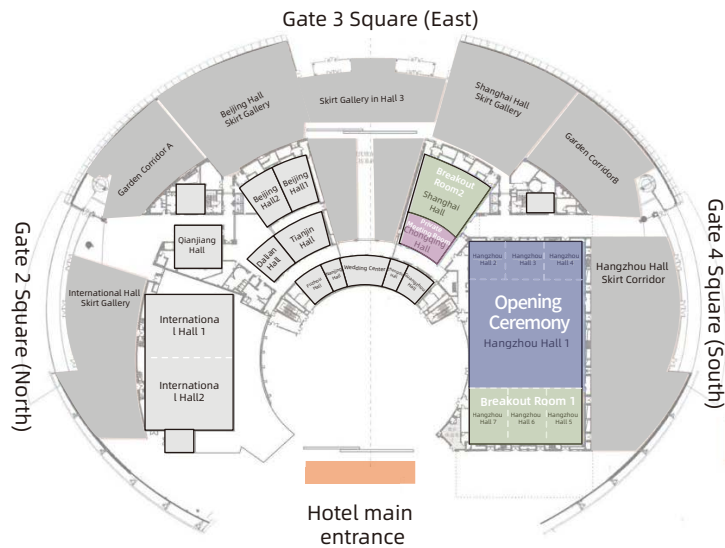 Gate 3 Square (East)
Beijing Hall
Skirt Gallery
Skirt Gallery in Hall 3
Shanghai Hall
Skirt Gallery
Garden Corridor A
Garden CorridorB
Beijing
Hall2
Beijing
Hall1
Breakout
Room2
Shanghai
Hall
Chongqing
Hall
Dalian
Hall
Tianjin
Hall
Qianjiang
Hall
Wedding Center
Hall
Hall
Hall
Gate 2 Square (North)
International Hall
Skirt Gallery
Internationa
l Hall 1
Internationa
l Hall2
Hangzhou
Hall 2
Hangzhou
Hall 3
Hangzhou
Hall 4
Opening
Ceremony
Hangzhou Hall 1
Breakout Room 1
Hangzhou
Hall 7
Hangzhou
Hall 6
Hangzhou
Hall 5
Hangzhou Hall
Skirt Corridor
Gate 4 Square (South)
Hotel main
entrance